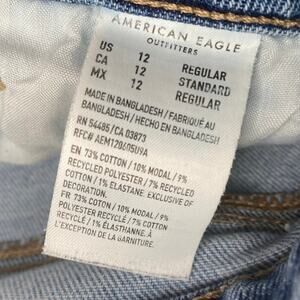 AMERICAN EAGLE
OUTFITTERS
US 12 REGULAR
CA 12 STANDARD
MX 12 REGULAR
MADE IN BANGLADESH / FABRIQUÉ AU
BANGLADESH / HECHO EN BANGLADESH
RN 54485/CA 03873
RFC# AEM120405U9A
EN 73% COTTON / 10% MODAL / 9%
RECYCLED POLYESTER / 7% RECYCLED
COTTON / 1% ELASTANE. EXCLUSIVE OF
DECORATION.
FR 73% COTON / 10% MODAL / 9%
POLYESTER RECYCLÉ / 7% COTON
RECYCLÉ / 1% ÉLASTHANNE. À
L'EXCEPTION DE LA GARNITURE.